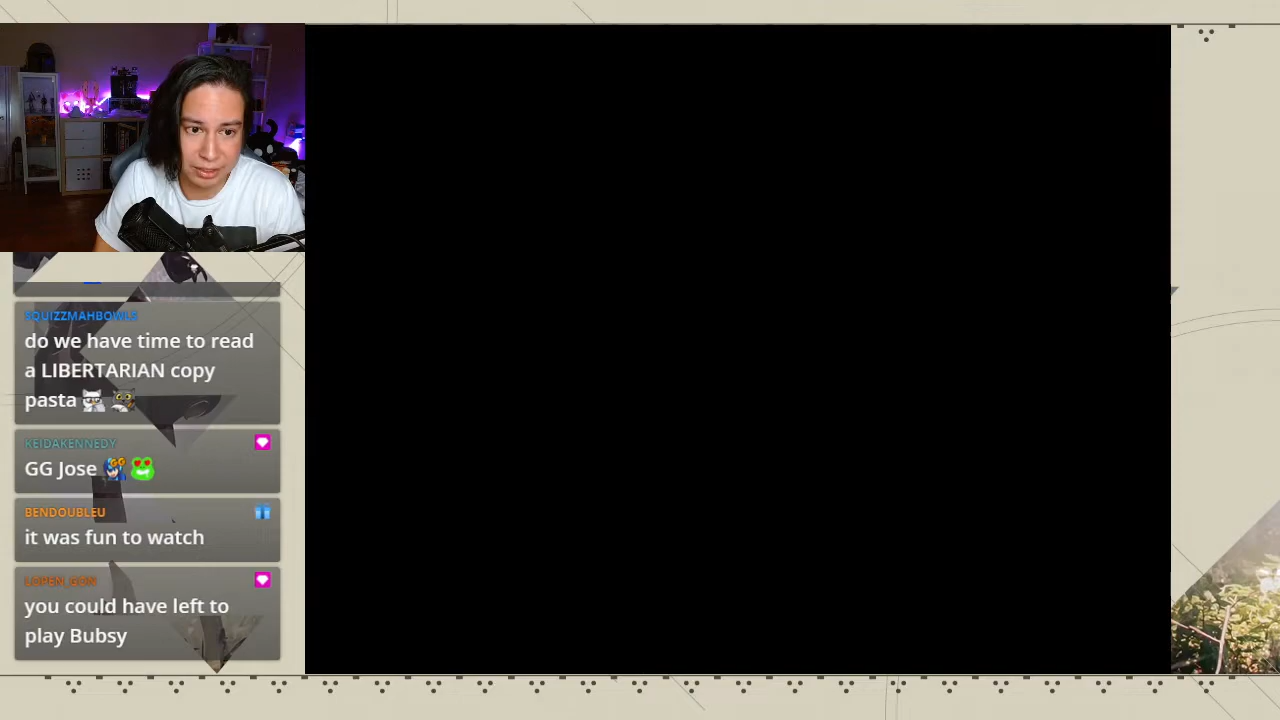 SQUIZZMAHBOWLS
do we have time to read
a LIBERTARIAN copy
pasta
KEIDAKENNEDY
GG Jose
BENDOUBLEU
it was fun to watch
LOREN_GON
you could have left to
play Bubsy